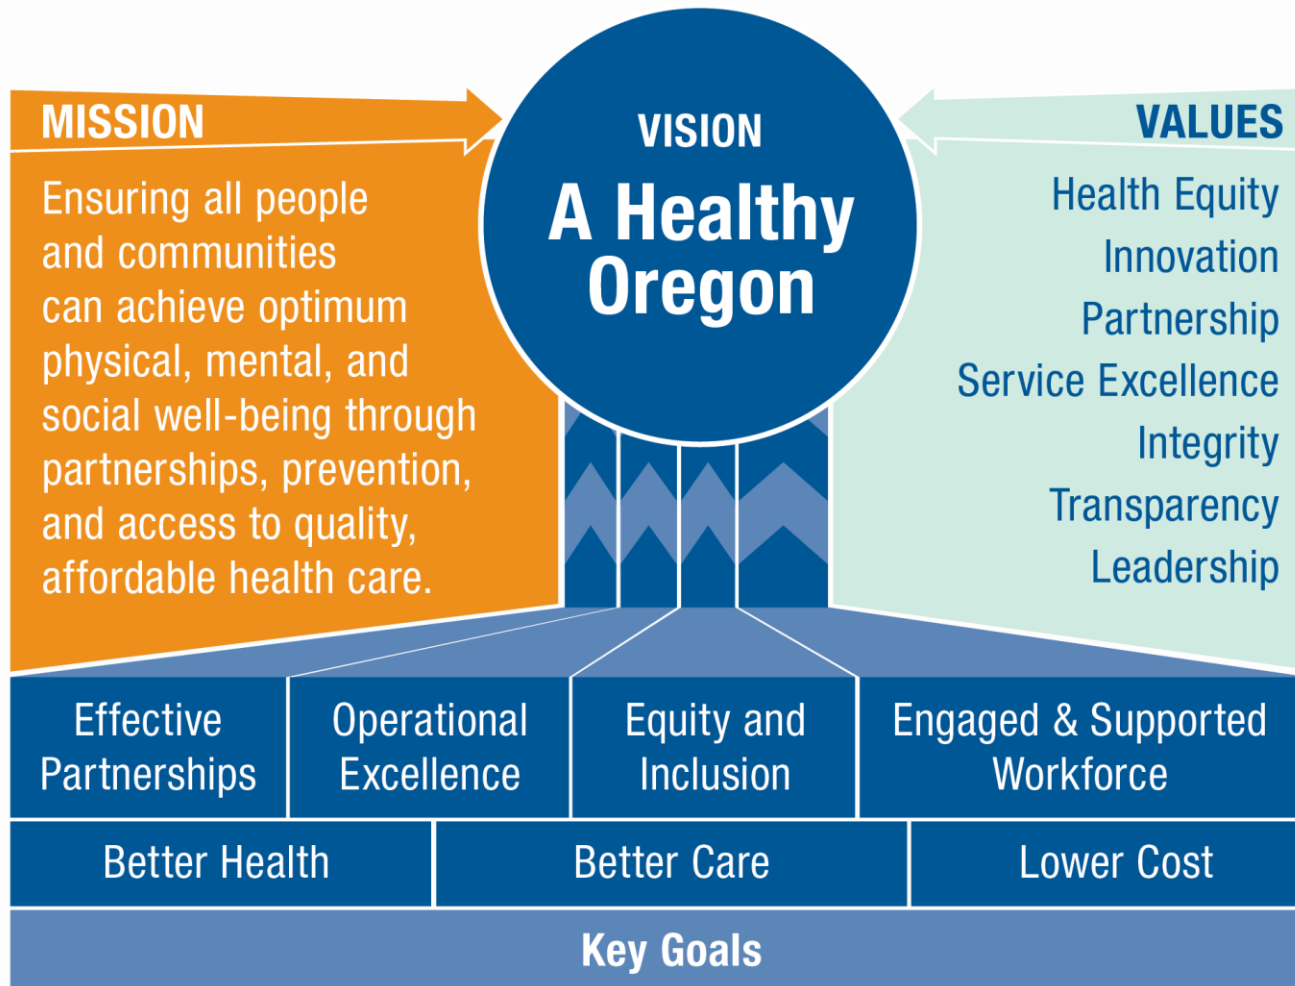 MISSION
Ensuring all people
and communities
can achieve optimum
physical, mental, and
social well-being through
partnerships, prevention,
and access to quality,
affordable health care.
VISION
A Healthy
Oregon
VALUES
Health Equity
Innovation
Partnership
Service Excellence
Integrity
Transparency
Leadership
Effective
Partnerships
Operational
Excellence
Equity and
Inclusion
Engaged & Supported
Workforce
Better Health
Better Care
Lower Cost
Key Goals